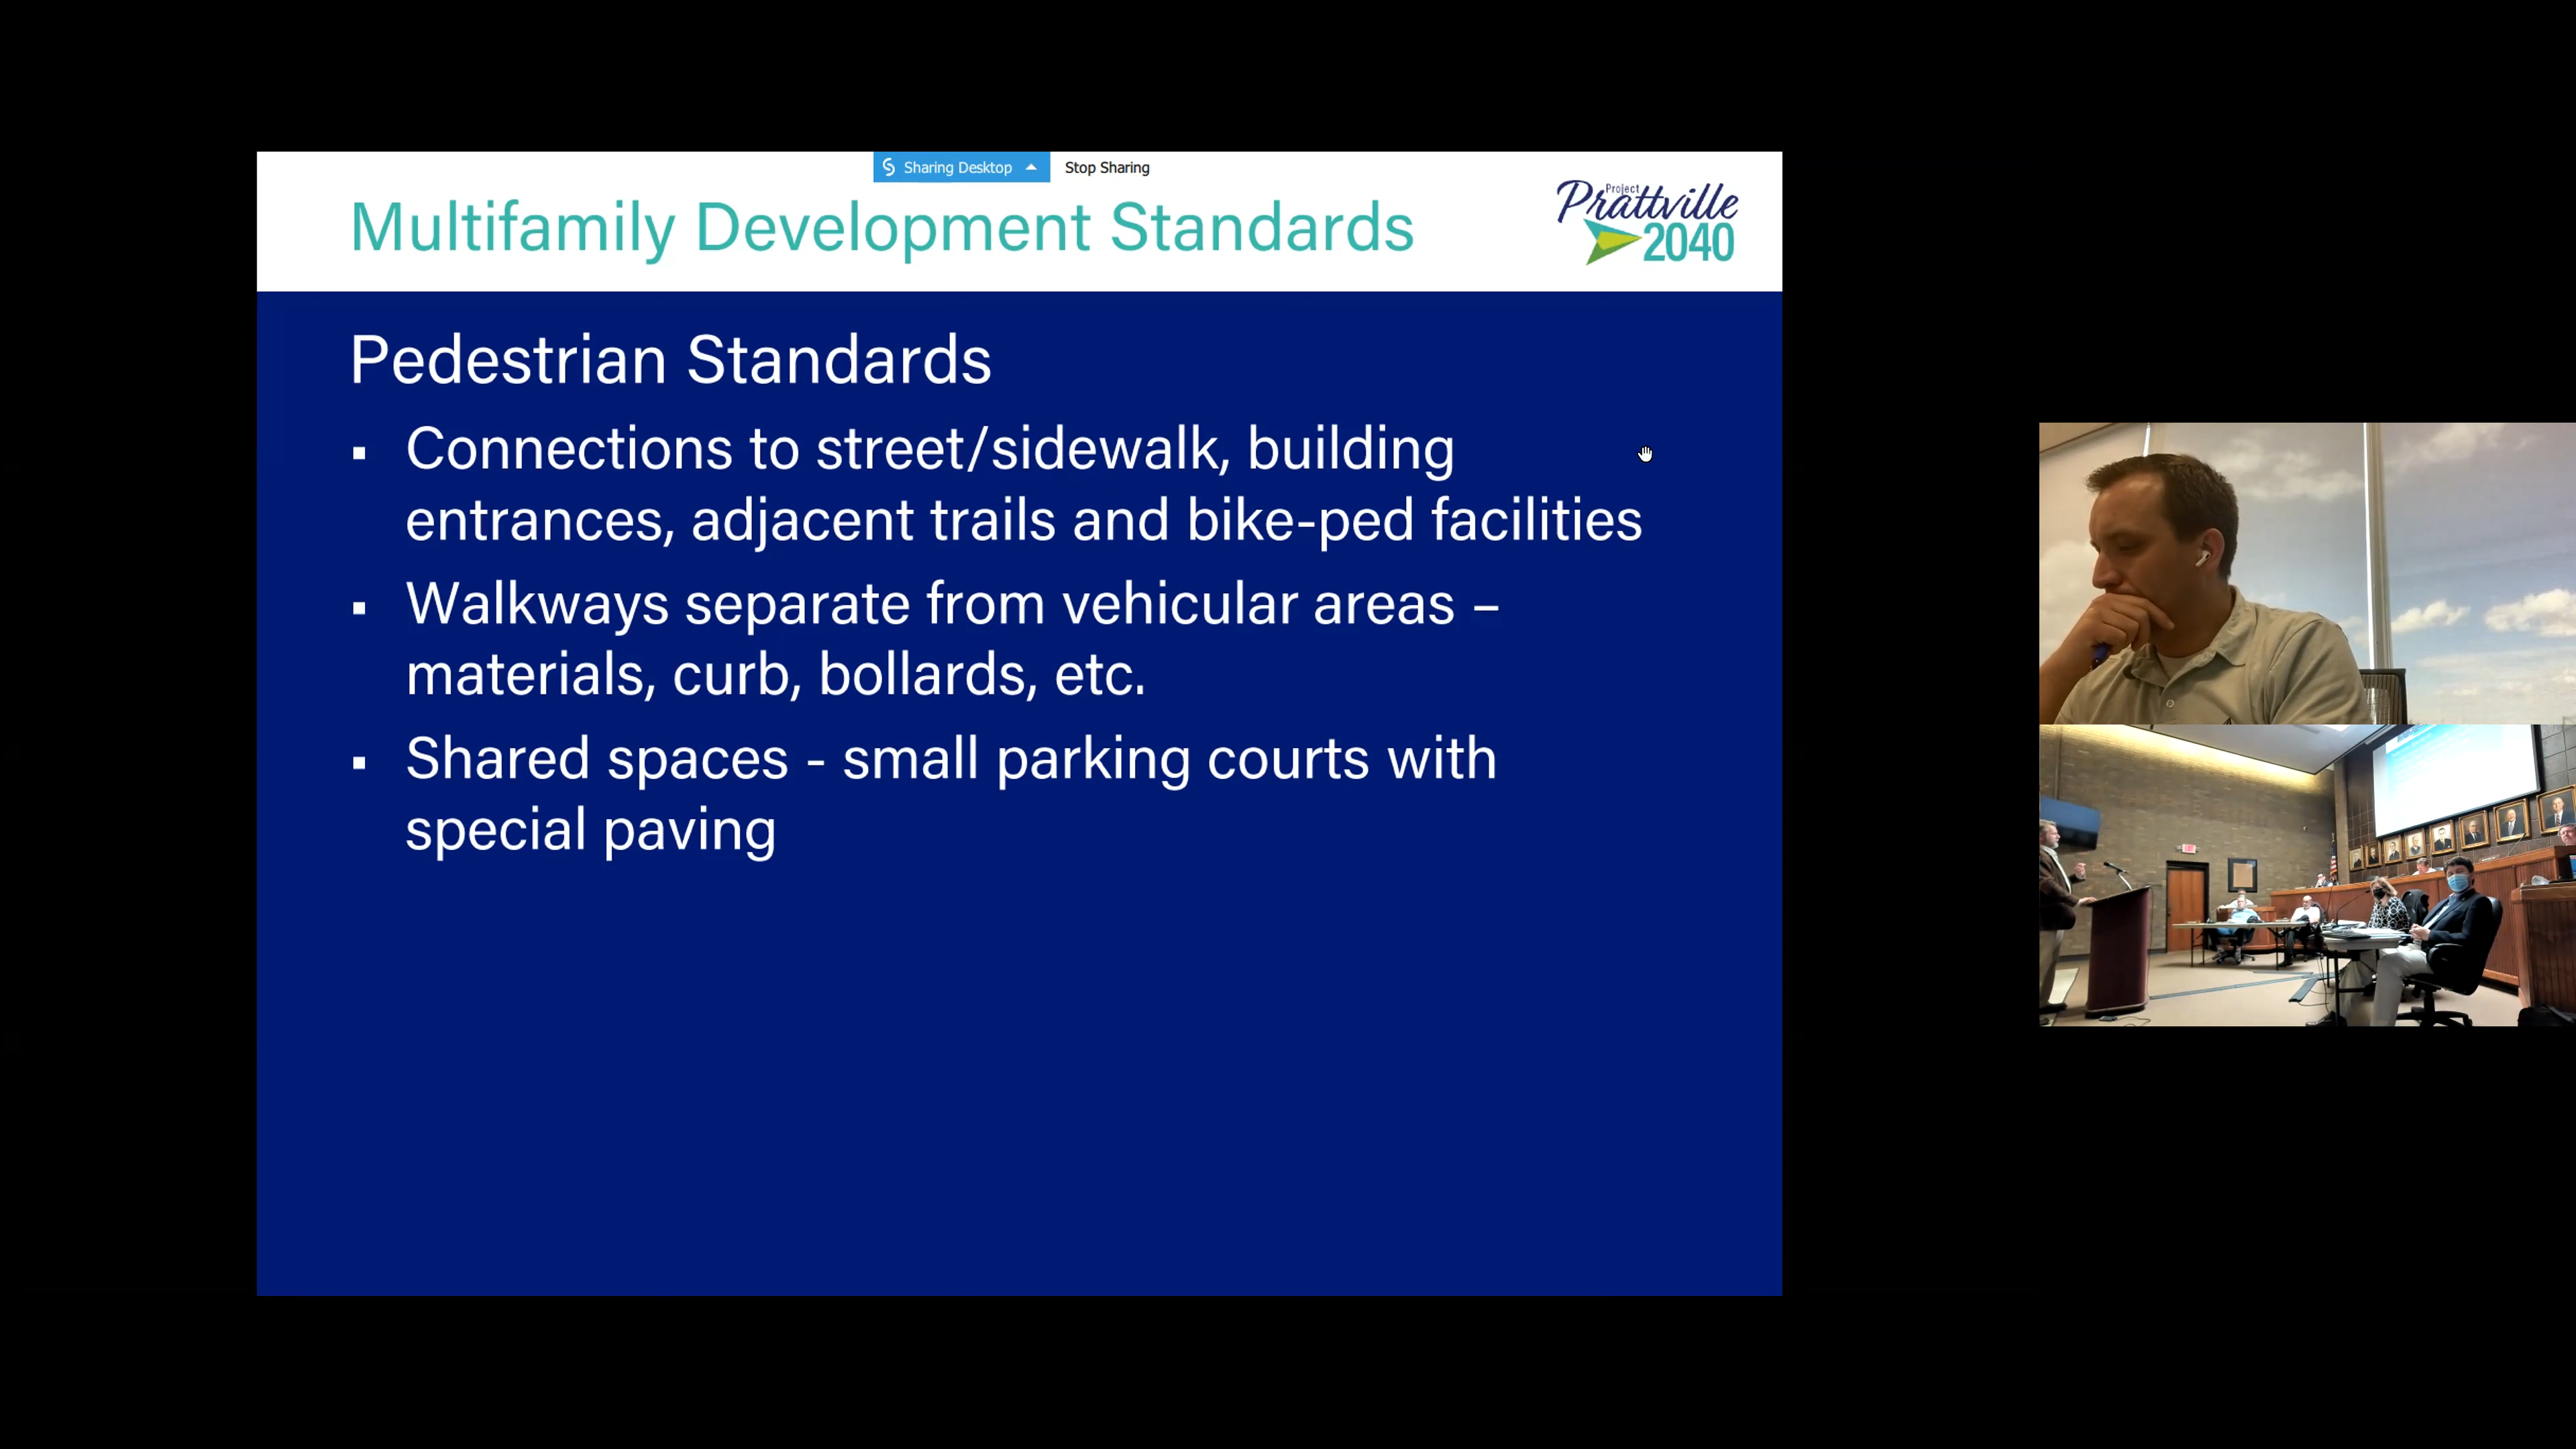 Sharing Desktop Stop Sharing
Multifamily Development Standards
Project
Prattville
2040
Pedestrian Standards
▪ Connections to street/sidewalk, building
entrances, adjacent trails and bike-ped facilities
▪ Walkways separate from vehicular areas –
materials, curb, bollards, etc.
▪ Shared spaces - small parking courts with
special paving